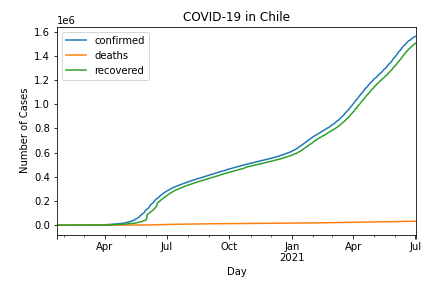 COVID-19 in Chile
1e6
confirmed
deaths
recovered
1.6
1.4
1.2
1.0
0.8
0.6
0.4
0.2
0.0
Number of Cases
Apr Jul Oct Jan Apr Jul
2021
Day